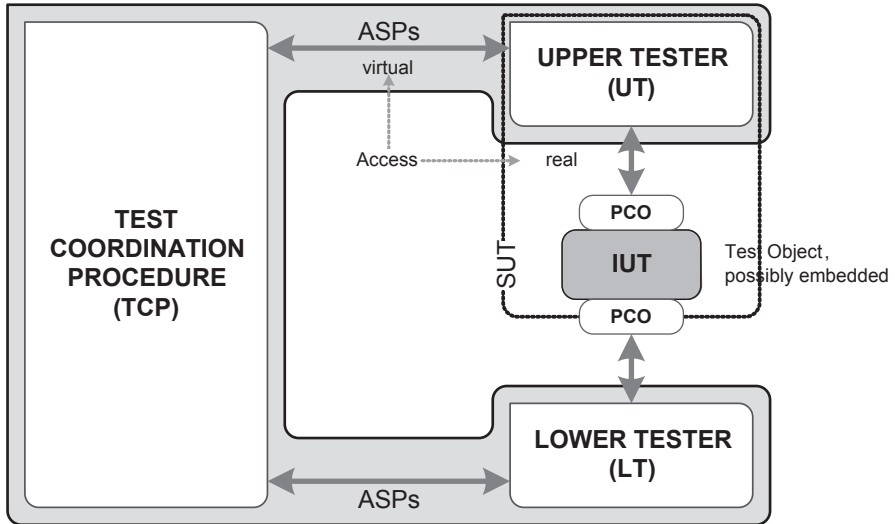 ASPs
virtual
UPPER TESTER
(UT)
Access
real
PCO
TEST
COORDINATION
PROCEDURE
(TCP)
SUT
IUT
Test Object,
possibly embedded
PCO
LOWER TESTER
(LT)
ASPs